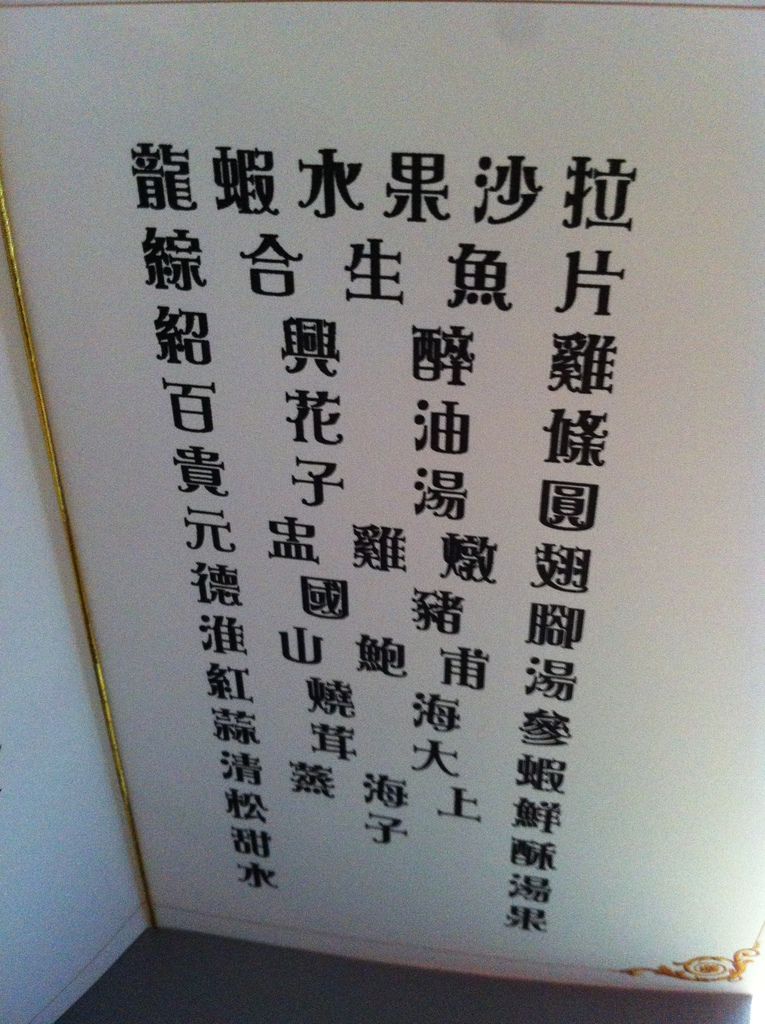 龍蝦水果沙拉
綜合生魚片
紹興醉雞
百花油條
貴子湯圓
元盅雞燉翅
德國豬腳
淮山鮑甫湯
紅燒海參
蒜茸大蝦
清蒸海上鮮
松子酥
甜湯
水果